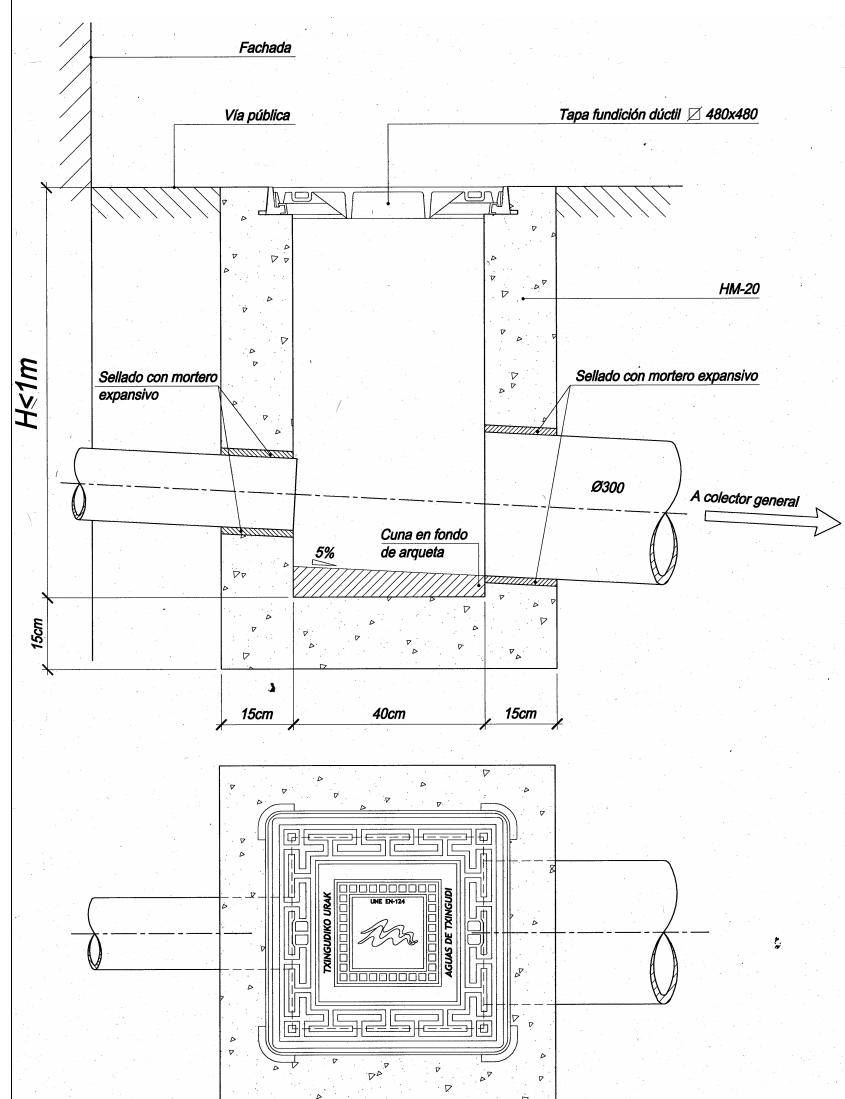 Fachada
Vía pública
Tapa fundición dúctil 480x480
HM-20
H<1m
Sellado con mortero
expansivo
Sellado con mortero expansivo
Ø300
A colector general
Cuna en fondo
de arqueta
5%
15cm
15cm
40cm
15cm
UNE EN-124
TXINGUDIKO URAK
AGUAS DE TXINGUDI